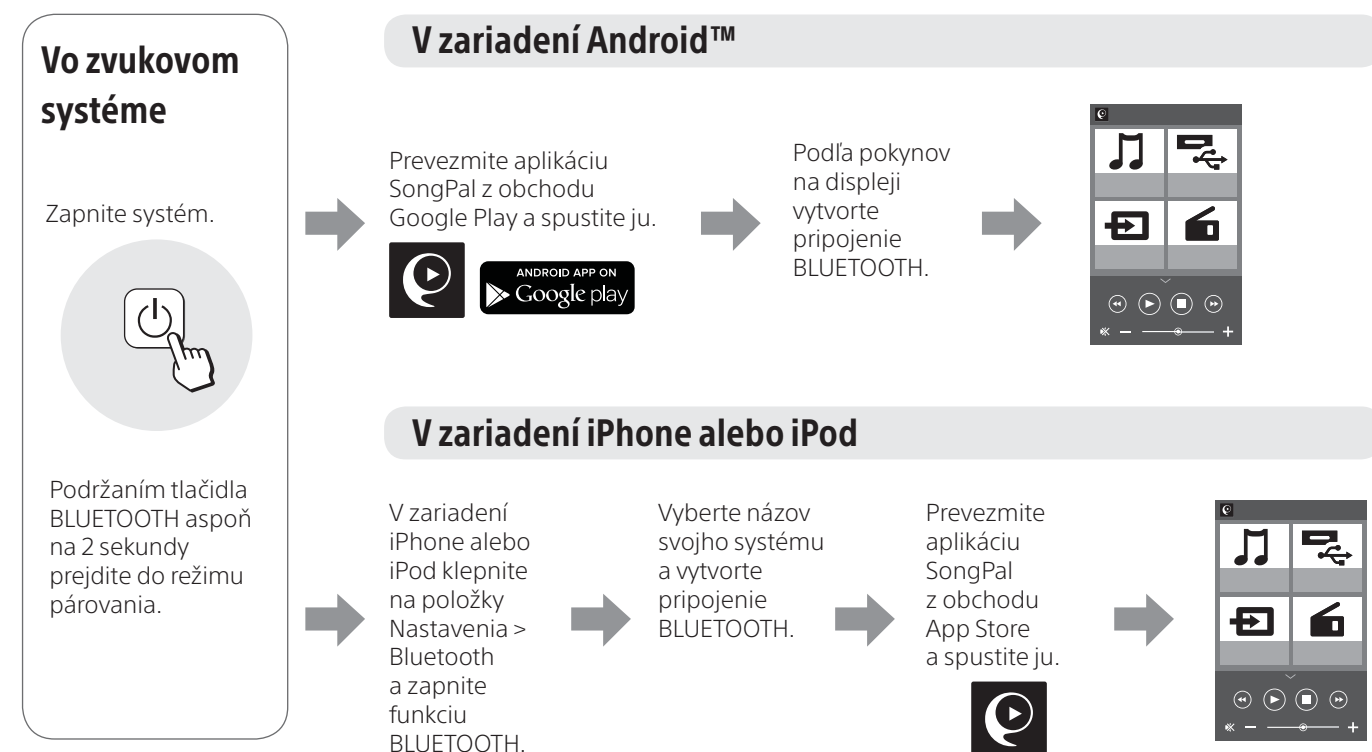 Vo zvukovom
systéme
Zapnite systém.
Podržaním tlačidla
BLUETOOTH aspoň
na 2 sekundy
prejdite do režimu
párovania.
V zariadení Android™
Prevezmite aplikáciu
SongPal z obchodu
Google Play a spustite ju.
ANDROID APP ON
Google play
Podľa pokynov
na displeji
vytvorte
pripojenie
BLUETOOTH.
V zariadení iPhone alebo iPod
V zariadení
iPhone alebo
iPod klepnite
na položky
Nastavenia >
Bluetooth
a zapnite
funkciu
BLUETOOTH.
Vyberte názov
svojho systému
a vytvorte
pripojenie
BLUETOOTH.
Prevezmite
aplikáciu
SongPal
z obchodu
App Store
a spustite ju.